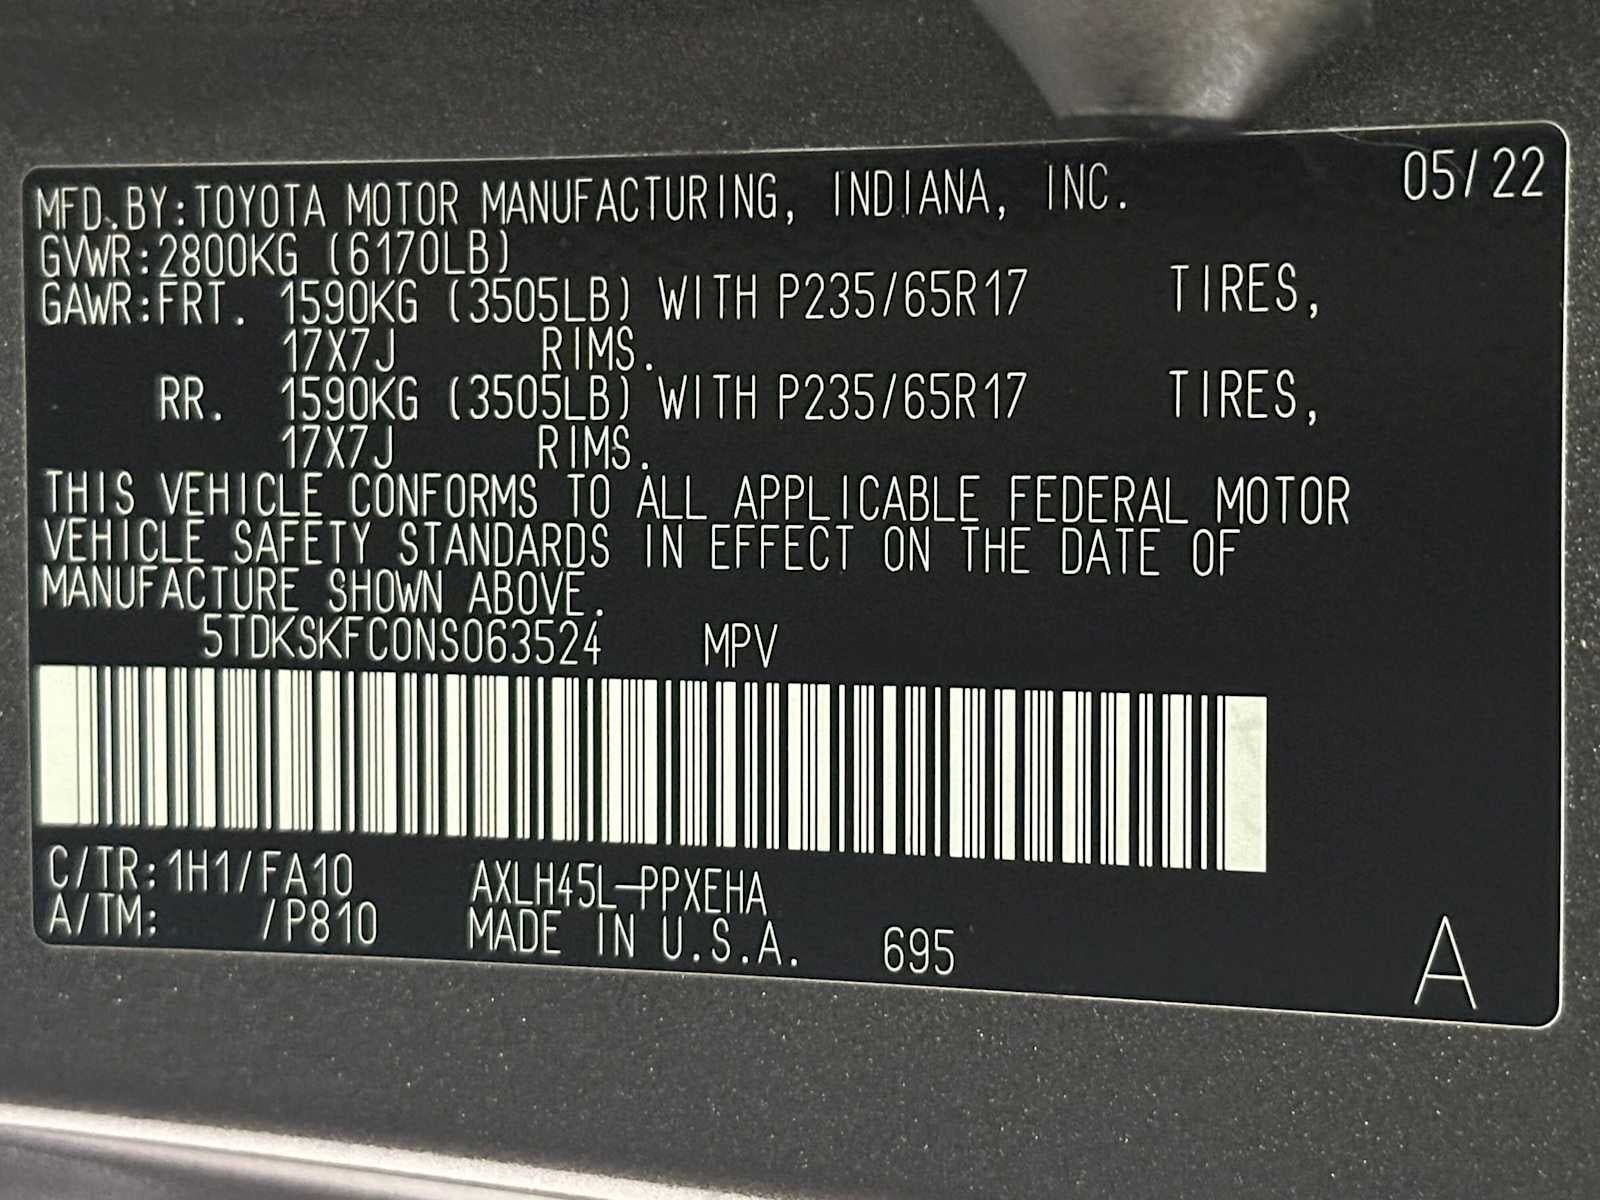 MFD.BY:TOYOTA MOTOR MANUFACTURING, INDIANA, INC. 05/22
GVWR:2800KG (6170LB)
GAWR:FRT. 1590KG (3505LB) WITH P235/65R17 TIRES,
17X7J RIMS.
RR. 1590KG (3505LB) WITH P235/65R17 TIRES,
17X7J RIMS.
THIS VEHICLE CONFORMS TO ALL APPLICABLE FEDERAL MOTOR
VEHICLE SAFETY STANDARDS IN EFFECT ON THE DATE OF
MANUFACTURE SHOWN ABOVE.
5TDKSKFC0NS063524 MPV
C/TR:1H1/FA10 AXLH45L-PPXEHA
A/TM: /P810 MADE IN U.S.A. 695 A